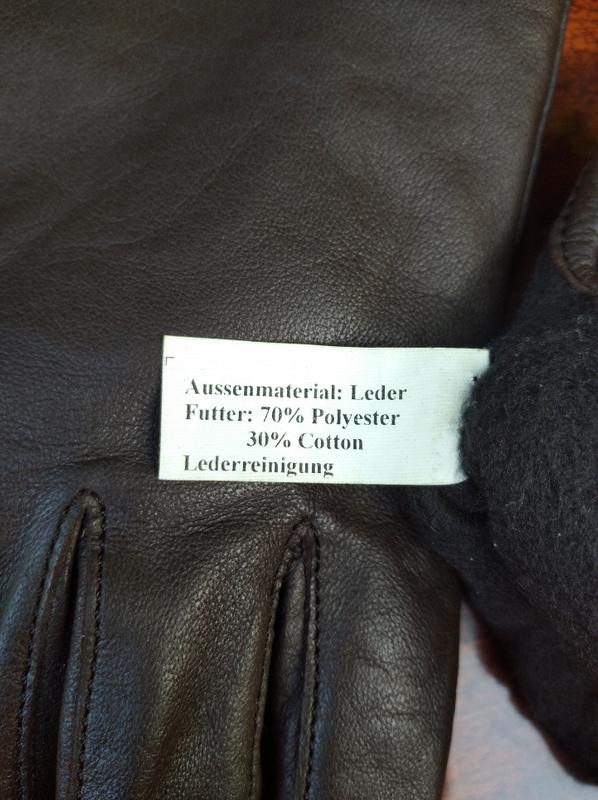 Aussenmaterial: Leder
Futter: 70% Polyester
30% Cotton
Lederreinigung